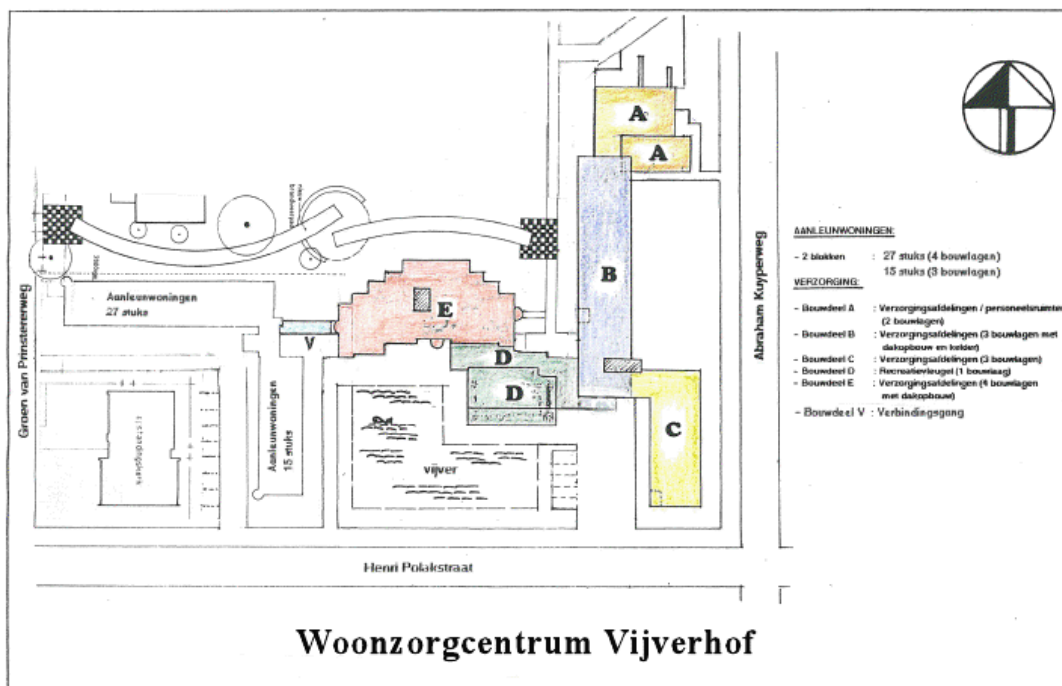 A
A
B
C
D
D
E
V
Aanleunwoningen
27 stuks
Aanleunwoningen
15 stuks
vijver
Groen van Prinstererweg
Abraham Kuyperweg
Henri Polakstraat
AANLEUNWONINGEN:
- 2 blokken : 27 stuks (4 bouwlagen)
15 stuks (3 bouwlagen)
VERZORGING:
- Bouwdeel A : Verzorgingsafdelingen / personeelsruimten
(2 bouwlagen)
- Bouwdeel B : Verzorgingsafdelingen (3 bouwlagen met
dakopbouw en kelder)
- Bouwdeel C : Verzorgingsafdelingen (3 bouwlagen)
- Bouwdeel D : Recreatievleugel (1 bouwlaag)
- Bouwdeel E : Verzorgingsafdelingen (4 bouwlagen
met dakopbouw)
- Bouwdeel V : Verbindingsgang
Woonzorgcentrum Vijverhof